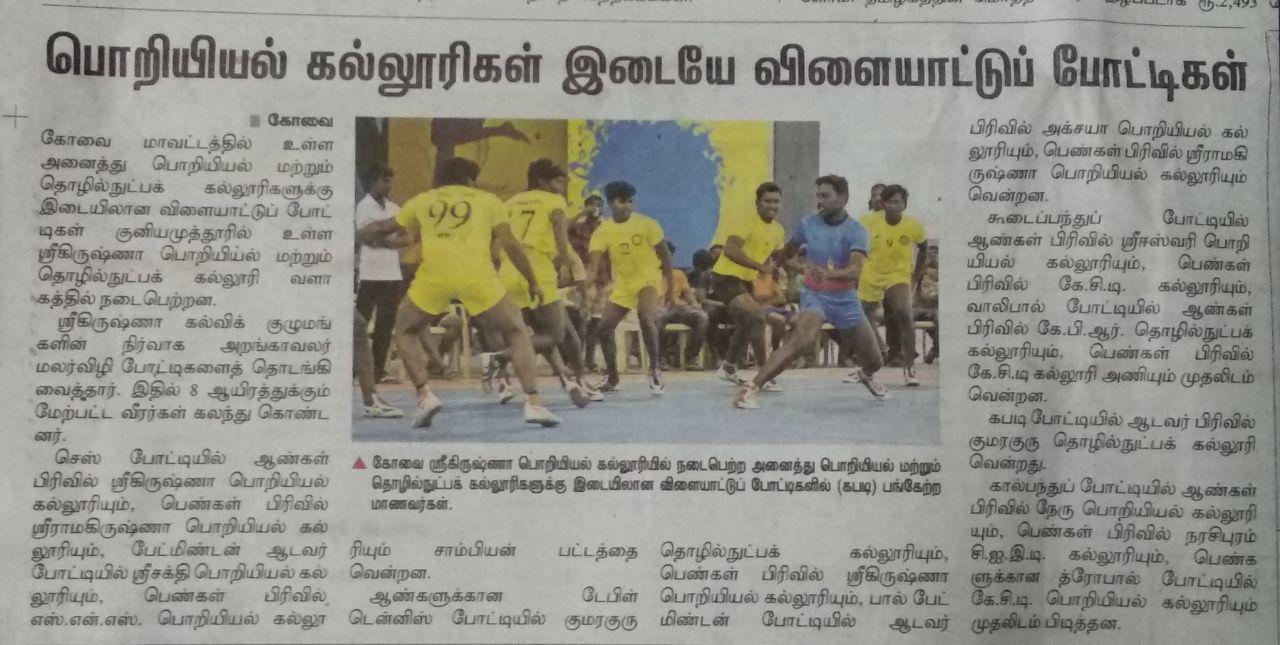 ரூ.2,493
பொறியியல் கல்லூரிகள் இடையே விளையாட்டுப் போட்டிகள்
கோவை
கோவை மாவட்டத்தில் உள்ள
அனைத்து பொறியியல் மற்றும்
தொழில்நுட்பக் கல்லூரிகளுக்கு
இடையிலான விளையாட்டுப் போட்
டிகள் குனியமுத்தூரில் உள்ள
ஸ்ரீகிருஷ்ணா பொறியியல் மற்றும்
தொழில்நுட்பக் கல்லூரி வளா
கத்தில் நடைபெற்றன.
ஸ்ரீகிருஷ்ணா கல்விக் குழுமங்
களின் நிர்வாக அறங்காவலர்
மலர்விழி போட்டிகளைத் தொடங்கி
வைத்தார். இதில் 8 ஆயிரத்துக்கும்
மேற்பட்ட வீரர்கள் கலந்து கொண்ட
னர்.
செஸ் போட்டியில் ஆண்கள்
பிரிவில் ஸ்ரீகிருஷ்ணா பொறியியல்
கல்லூரியும், பெண்கள் பிரிவில்
ஸ்ரீராமகிருஷ்ணா பொறியியல் கல்
லூரியும், பேட்மிண்டன் ஆடவர்
போட்டியில் ஸ்ரீசக்தி பொறியியல் கல்
லூரியும், பெண்கள் பிரிவில்
எஸ்.என்.எஸ். பொறியியல் கல்லூ
99
7
2
9
▲ கோவை ஸ்ரீகிருஷ்ணா பொறியியல் கல்லூரியில் நடைபெற்ற அனைத்து பொறியியல் மற்றும்
தொழில்நுட்பக் கல்லூரிகளுக்கு இடையிலான விளையாட்டுப் போட்டிகளில் (கபடி) பங்கேற்ற
மாணவர்கள்.
ரியும் சாம்பியன் பட்டத்தை
வென்றன.
ஆண்களுக்கான டேபிள்
டென்னிஸ் போட்டியில் குமரகுரு
தொழில்நுட்பக் கல்லூரியும்,
பெண்கள் பிரிவில் ஸ்ரீகிருஷ்ணா
பொறியியல் கல்லூரியும், பால் பேட்
மிண்டன் போட்டியில் ஆடவர்
பிரிவில் அக்சயா பொறியியல் கல்
லூரியும், பெண்கள் பிரிவில் ஸ்ரீராமகி
ருஷ்ணா பொறியியல் கல்லூரியும்
வென்றன.
கூடைப்பந்துப் போட்டியில்
ஆண்கள் பிரிவில் ஸ்ரீஈஸ்வரி பொறி
யியல் கல்லூரியும், பெண்கள்
பிரிவில் கே.சி.டி. கல்லூரியும்,
வாலிபால் போட்டியில் ஆண்கள்
பிரிவில் கே.பி.ஆர். தொழில்நுட்பக்
கல்லூரியும், பெண்கள் பிரிவில்
கே.சி.டி கல்லூரி அணியும் முதலிடம்
வென்றன.
கபடி போட்டியில் ஆடவர் பிரிவில்
குமரகுரு தொழில்நுட்பக் கல்லூரி
வென்றது.
கால்பந்துப் போட்டியில் ஆண்கள்
பிரிவில் நேரு பொறியியல் கல்லூரி
யும், பெண்கள் பிரிவில் நரசிபுரம்
சி.ஐ.இ.டி. கல்லூரியும், பெண்க
ளுக்கான த்ரோபால் போட்டியில்
கே.சி.டி. பொறியியல் கல்லூரியும்
முதலிடம் பிடித்தன.